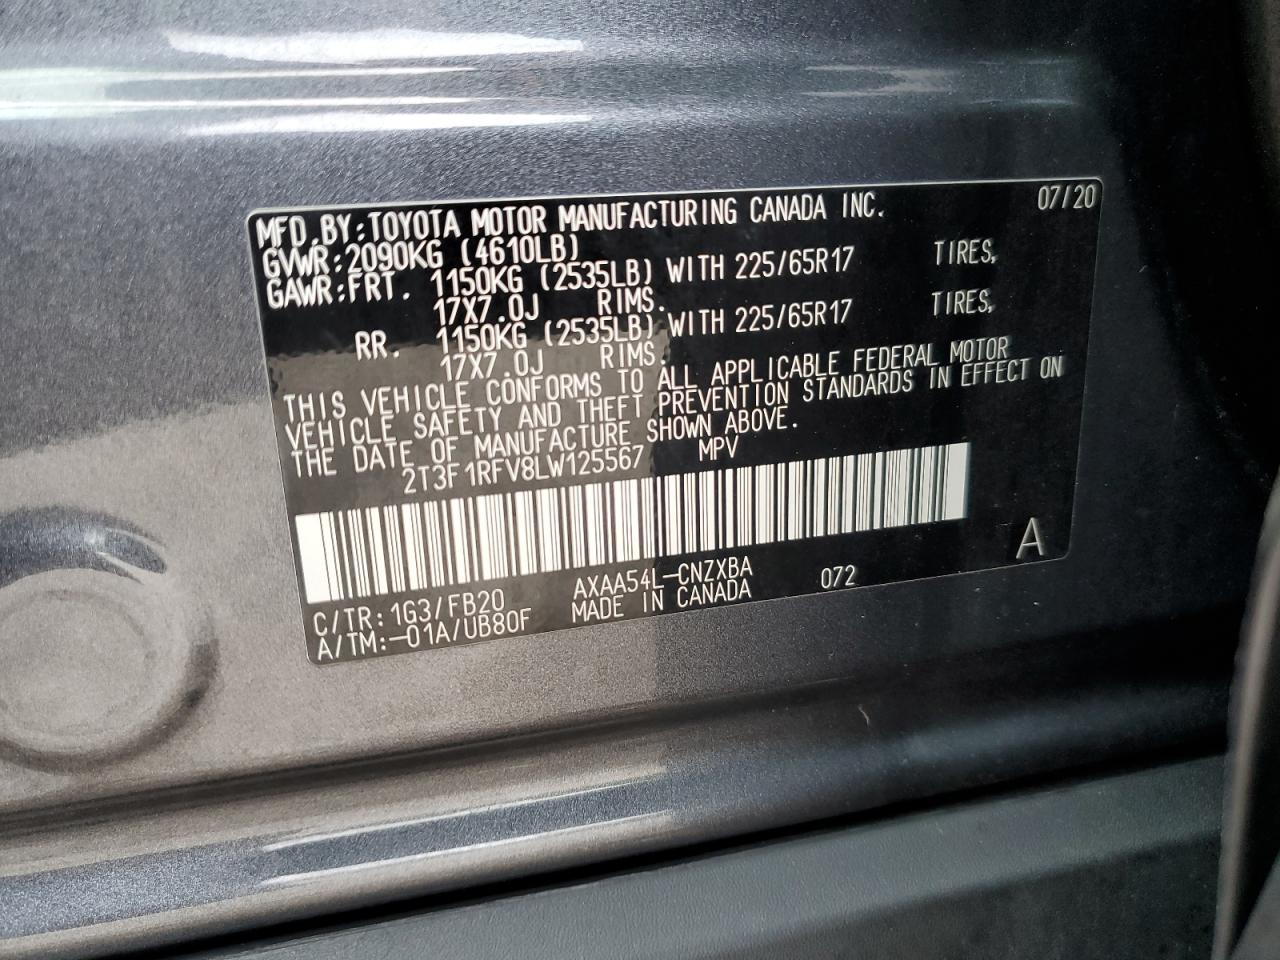 MFD.BY:TOYOTA MOTOR MANUFACTURING CANADA INC. 07/20
GVWR:2090KG (4610LB)
GAWR:FRT. 1150KG (2535LB) WITH 225/65R17 TIRES,
17X7.0J RIMS.
RR. 1150KG (2535LB) WITH 225/65R17 TIRES,
17X7.0J RIMS.
THIS VEHICLE CONFORMS TO ALL APPLICABLE FEDERAL MOTOR
VEHICLE SAFETY AND THEFT PREVENTION STANDARDS IN EFFECT ON
THE DATE OF MANUFACTURE SHOWN ABOVE.
2T3F1RFV8LW125567 MPV
C/TR:1G3/FB20 AXAA54L-CNZXBA 072 A
A/TM:-01A/UB80F MADE IN CANADA